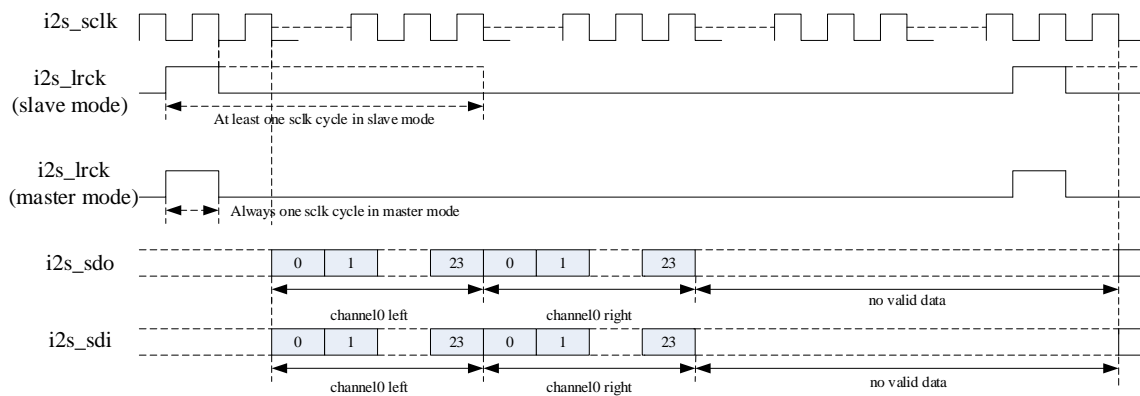 i2s_sclk
i2s_lrck
(slave mode)
At least one sclk cycle in slave mode
i2s_lrck
(master mode)
Always one sclk cycle in master mode
i2s_sdo
0 1 23 0 1 23
channel0 left channel0 right no valid data
i2s_sdi
0 1 23 0 1 23
channel0 left channel0 right no valid data